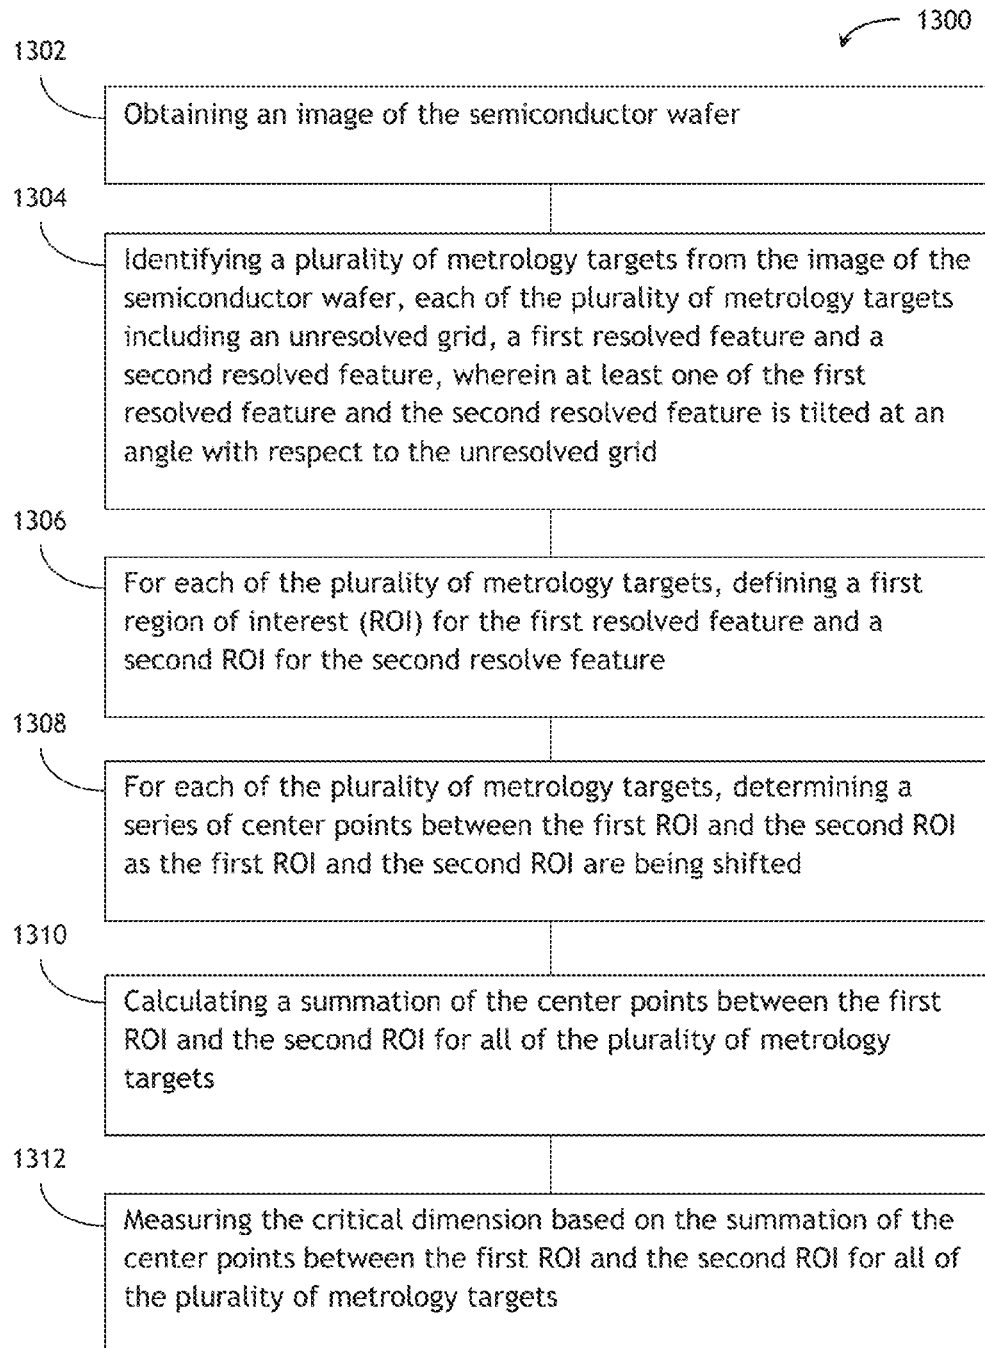 1300
1302
Obtaining an image of the semiconductor wafer
1304
Identifying a plurality of metrology targets from the image of the
semiconductor wafer, each of the plurality of metrology targets
including an unresolved grid, a first resolved feature and a
second resolved feature, wherein at least one of the first
resolved feature and the second resolved feature is tilted at an
angle with respect to the unresolved grid
1306
For each of the plurality of metrology targets, defining a first
region of interest (ROI) for the first resolved feature and a
second ROI for the second resolve feature
1308
For each of the plurality of metrology targets, determining a
series of center points between the first ROI and the second ROI
as the first ROI and the second ROI are being shifted
1310
Calculating a summation of the center points between the first
ROI and the second ROI for all of the plurality of metrology
targets
1312
Measuring the critical dimension based on the summation of the
center points between the first ROI and the second ROI for all of
the plurality of metrology targets